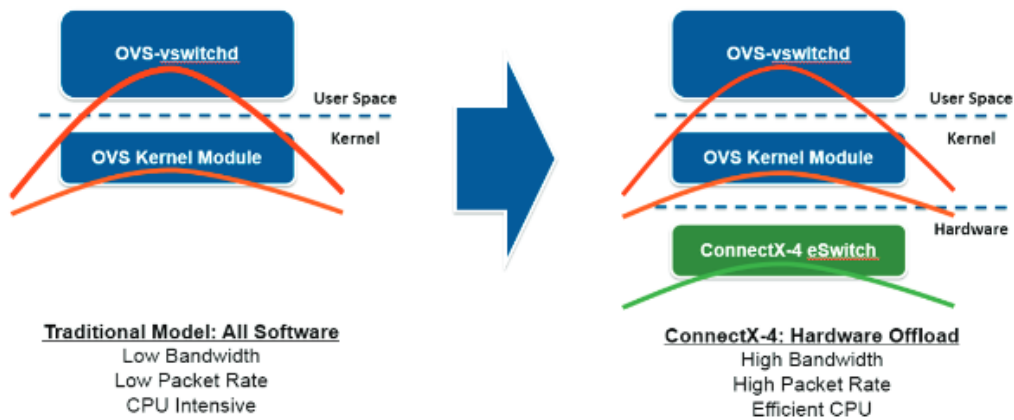 OVS-vswitchd
User Space
Kernel
OVS Kernel Module
Traditional Model: All Software
Low Bandwidth
Low Packet Rate
CPU Intensive
OVS-vswitchd
User Space
Kernel
OVS Kernel Module
Hardware
ConnectX-4 eSwitch
ConnectX-4: Hardware Offload
High Bandwidth
High Packet Rate
Efficient CPU